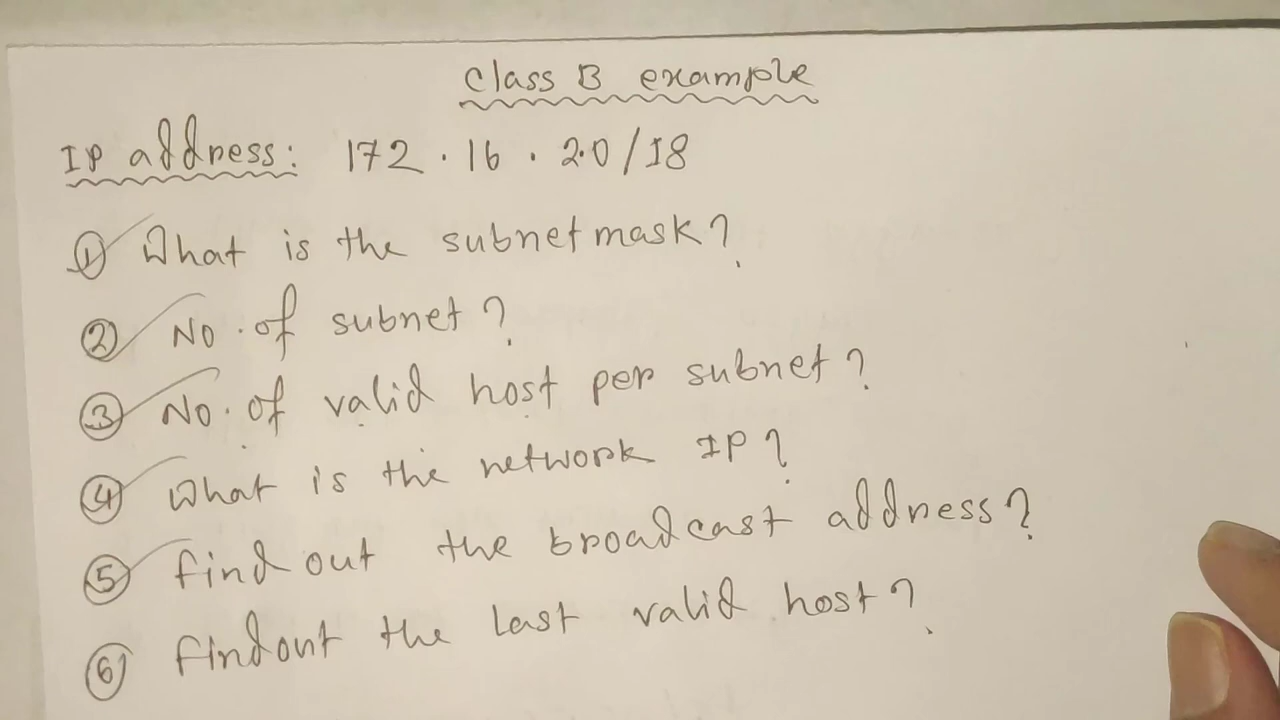 Class B example
IP address: 172.16.2.0/18
① What is the subnetmask?
② No. of subnet?
③ No. of valid host per subnet?
④ What is the network IP?
⑤ find out the broadcast address?
⑥ findout the last valid host?